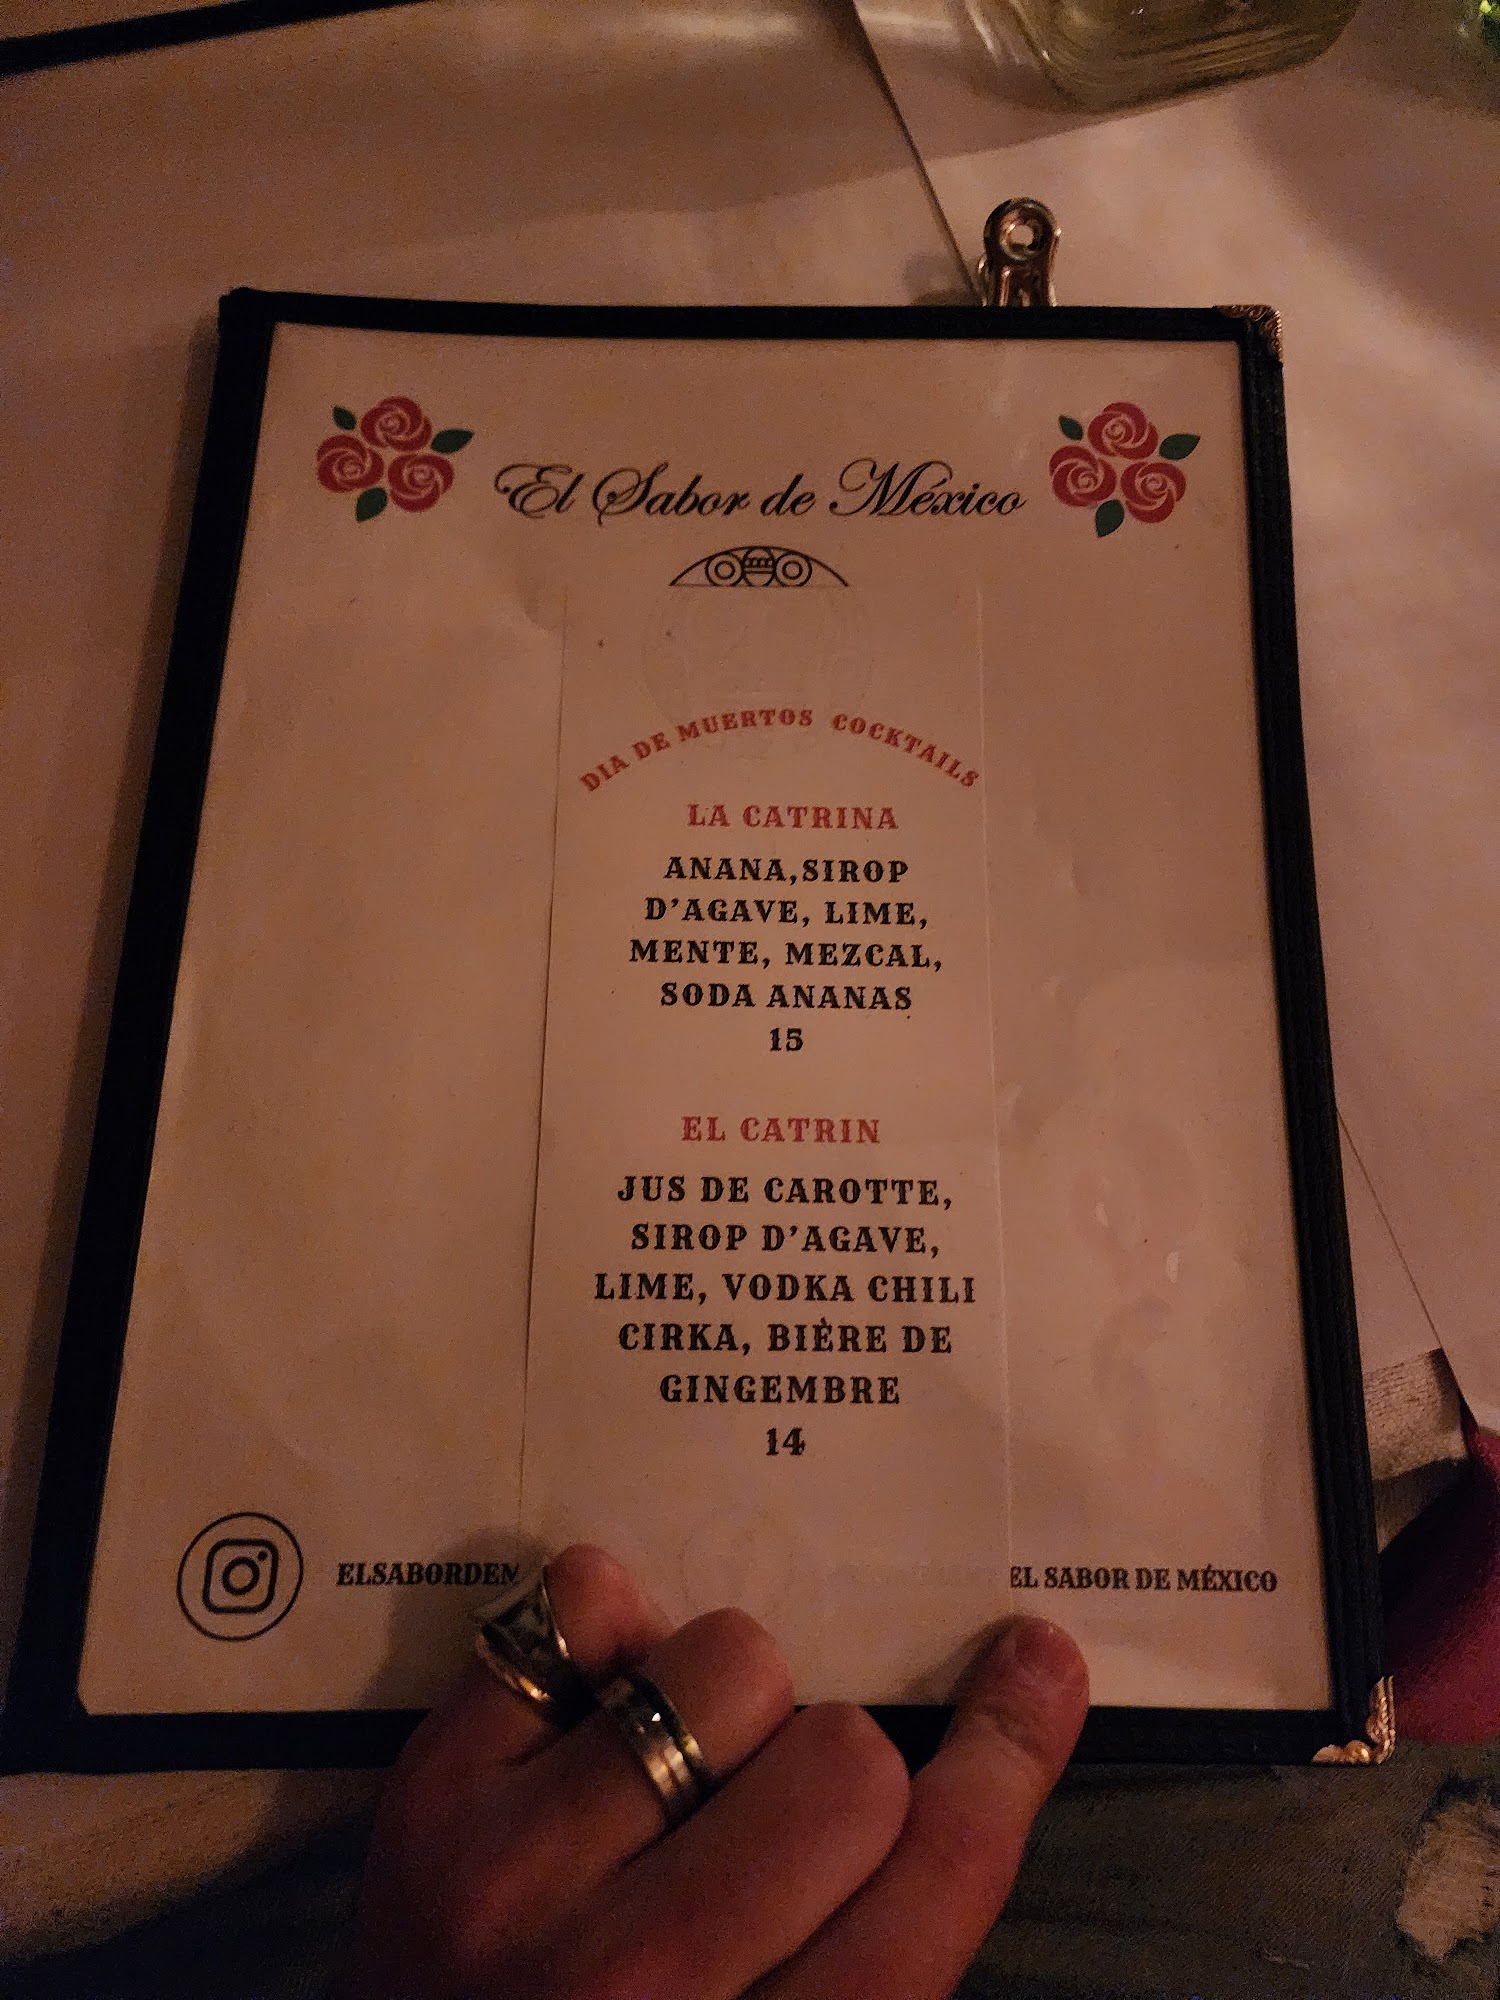 El Sabor de México
DIA DE MUERTOS COCKTAILS
LA CATRINA
ANANA,SIROP
D'AGAVE, LIME,
MENTE, MEZCAL,
SODA ANANAS
15
EL CATRIN
JUS DE CAROTTE,
SIROP D'AGAVE,
LIME, VODKA CHILI
CIRKA, BIÈRE DE
GINGEMBRE
14
ELSABORDEN
EL SABOR DE MÉXICO